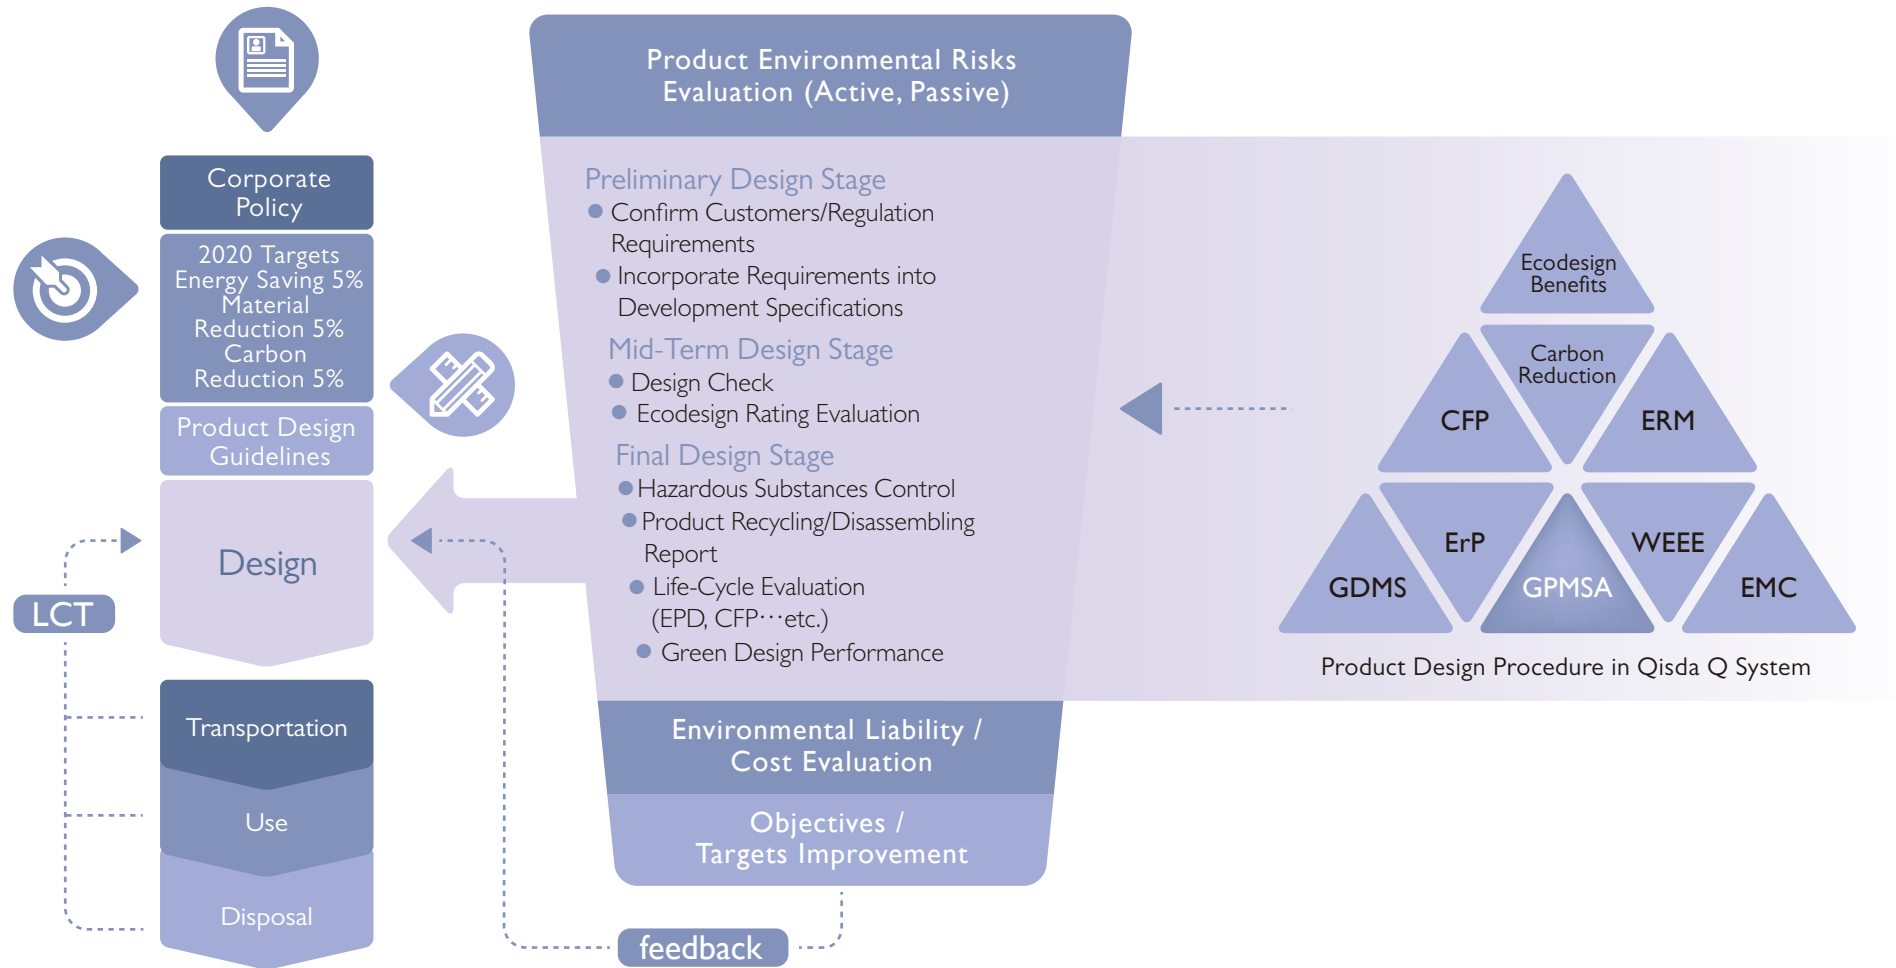 Corporate
Policy
2020 Targets
Energy Saving 5%
Material
Reduction 5%
Carbon
Reduction 5%
Product Design
Guidelines
Design
LCT
Transportation
Use
Disposal
Product Environmental Risks
Evaluation (Active, Passive)
Preliminary Design Stage
Confirm Customers/Regulation
Requirements
Incorporate Requirements into
Development Specifications
Mid-Term Design Stage
Design Check
Ecodesign Rating Evaluation
Final Design Stage
Hazardous Substances Control
Product Recycling/Disassembling
Report
Life-Cycle Evaluation
(EPD, CFP⋯etc.)
Green Design Performance
Environmental Liability /
Cost Evaluation
Objectives /
Targets Improvement
feedback
Ecodesign
Benefits
Carbon
Reduction
CFP
ERM
ErP
WEEE
GDMS
GPMSA
EMC
Product Design Procedure in Qisda Q System